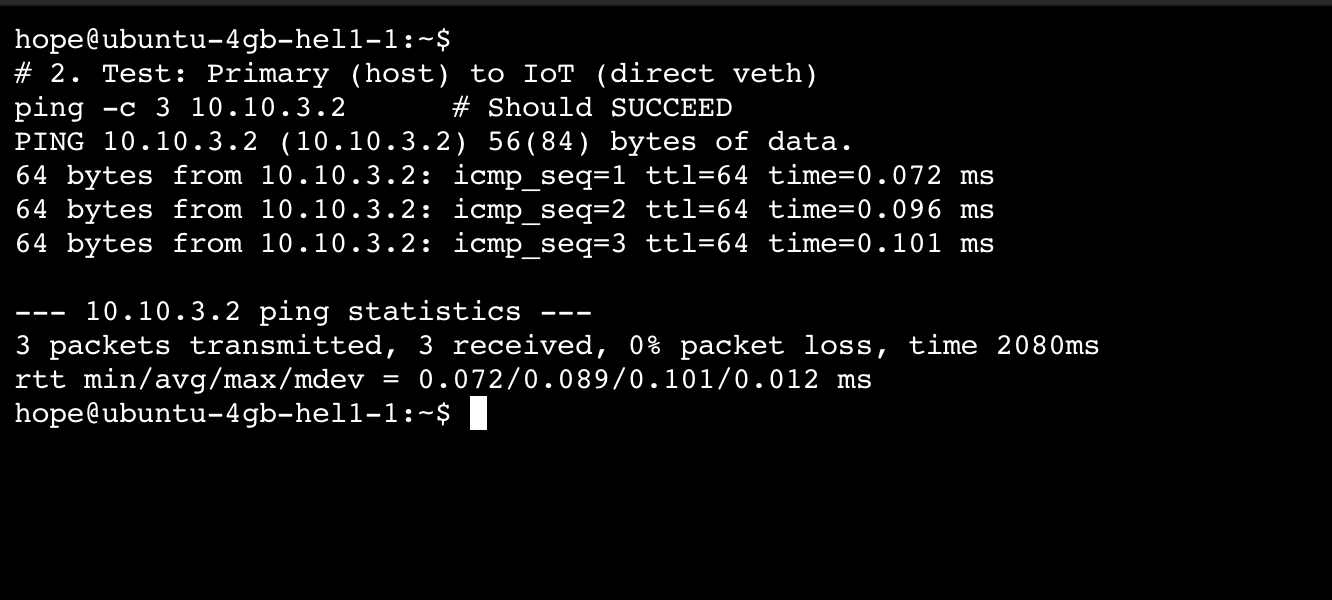 hope@ubuntu-4gb-hel1-1:~$
# 2. Test: Primary (host) to IoT (direct veth)
ping -c 3 10.10.3.2      # Should SUCCEED
PING 10.10.3.2 (10.10.3.2) 56(84) bytes of data.
64 bytes from 10.10.3.2: icmp_seq=1 ttl=64 time=0.072 ms
64 bytes from 10.10.3.2: icmp_seq=2 ttl=64 time=0.096 ms
64 bytes from 10.10.3.2: icmp_seq=3 ttl=64 time=0.101 ms

--- 10.10.3.2 ping statistics ---
3 packets transmitted, 3 received, 0% packet loss, time 2080ms
rtt min/avg/max/mdev = 0.072/0.089/0.101/0.012 ms
hope@ubuntu-4gb-hel1-1:~$